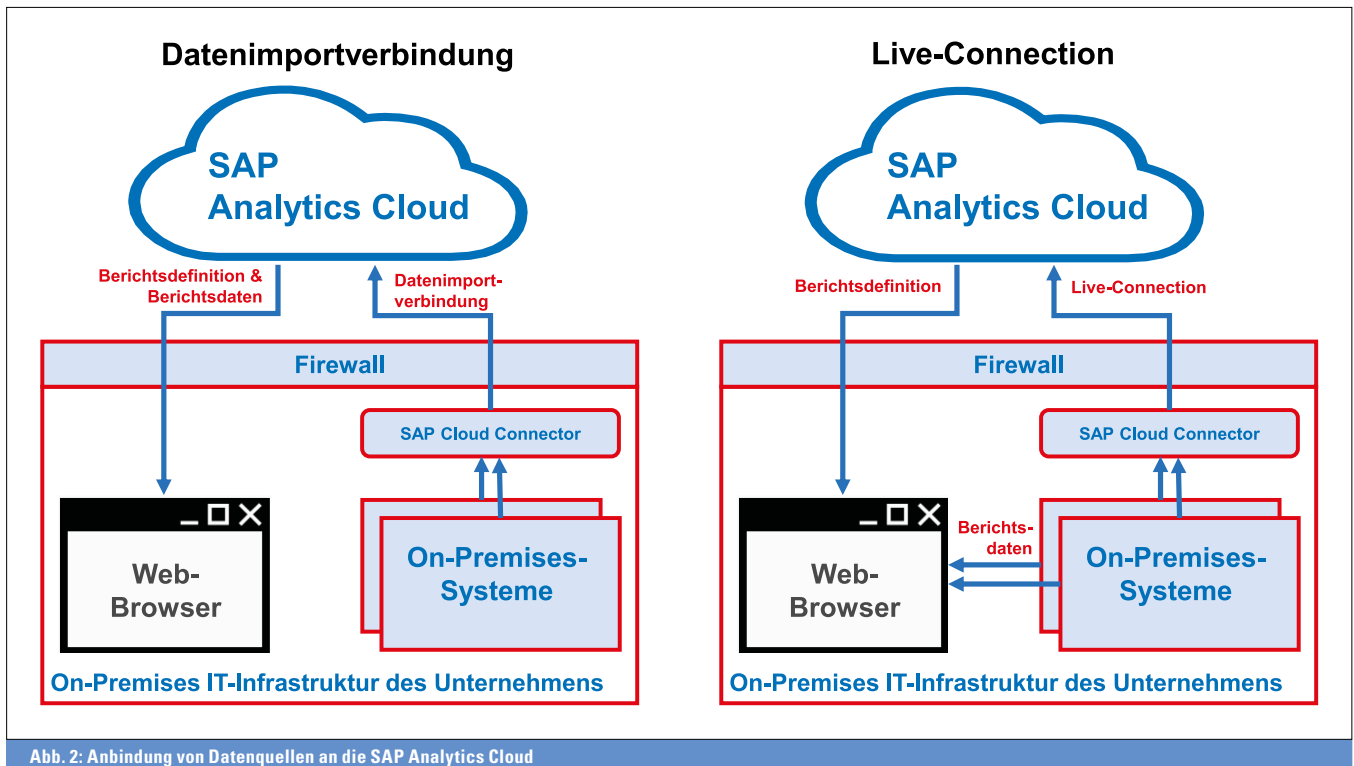 Datenimportverbindung
SAP
Analytics Cloud
Berichtsdefinition &
Berichtsdaten
Datenimport-
verbindung
Firewall
SAP Cloud Connector
Web-
Browser
On-Premises-
Systeme
On-Premises IT-Infrastruktur des Unternehmens
Live-Connection
SAP
Analytics Cloud
Berichtsdefinition
Live-Connection
Firewall
SAP Cloud Connector
Berichts-
daten
Web-
Browser
On-Premises-
Systeme
On-Premises IT-Infrastruktur des Unternehmens
Abb. 2: Anbindung von Datenquellen an die SAP Analytics Cloud